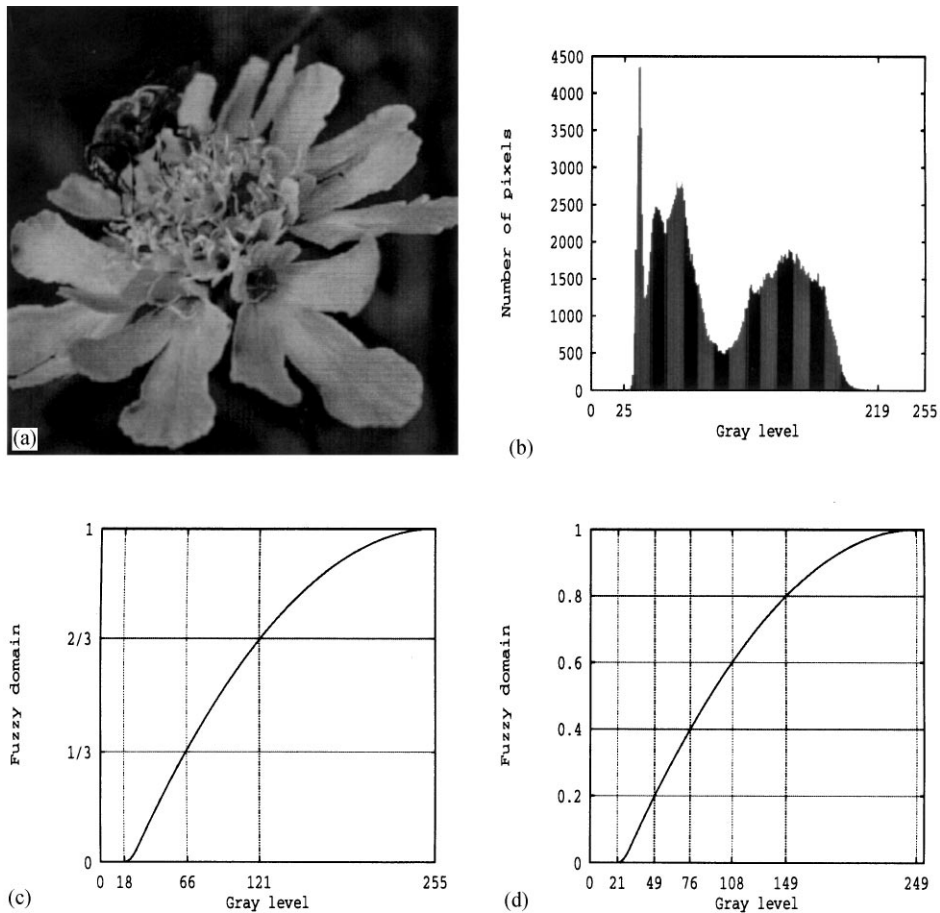 (a)
4500
4000
3500
3000
2500
2000
1500
1000
500
0
Number of pixels
0 25 219 255
Gray level
(b)
1
2/3
1/3
0
Fuzzy domain
0 18 66 121 255
Gray level
(c)
1
0.8
0.6
0.4
0.2
0
Fuzzy domain
0 21 49 76 108 149 249
Gray level
(d)